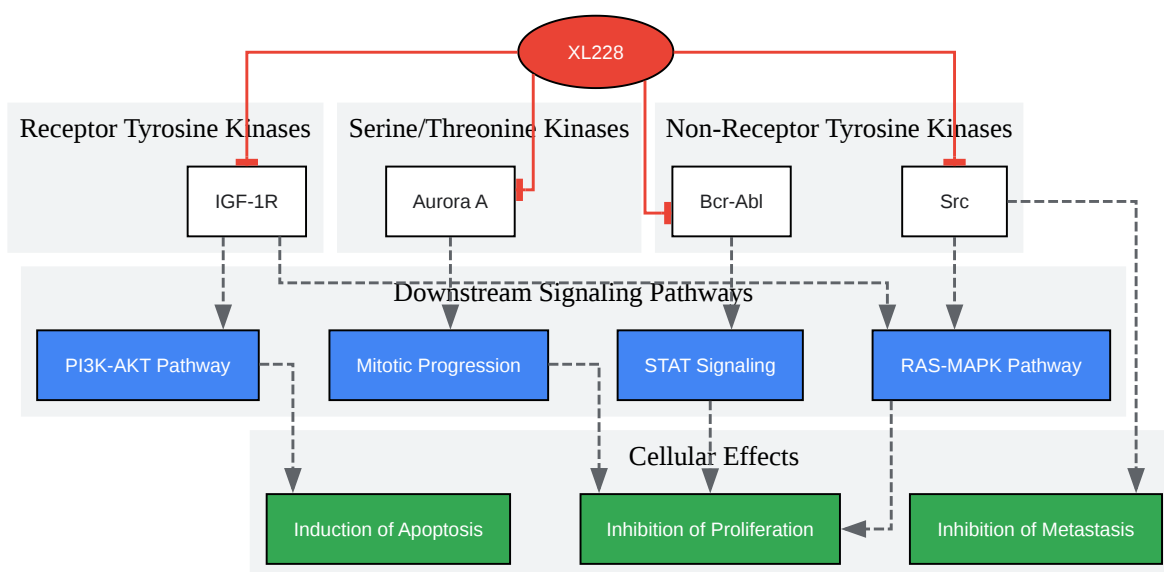 XL228
Receptor Tyrosine Kinases
Serine/Threonine Kinases
Non-Receptor Tyrosine Kinases
IGF-1R
Aurora A
Bcr-Abl
Src
Downstream Signaling Pathways
PI3K-AKT Pathway
Mitotic Progression
STAT Signaling
RAS-MAPK Pathway
Cellular Effects
Induction of Apoptosis
Inhibition of Proliferation
Inhibition of Metastasis